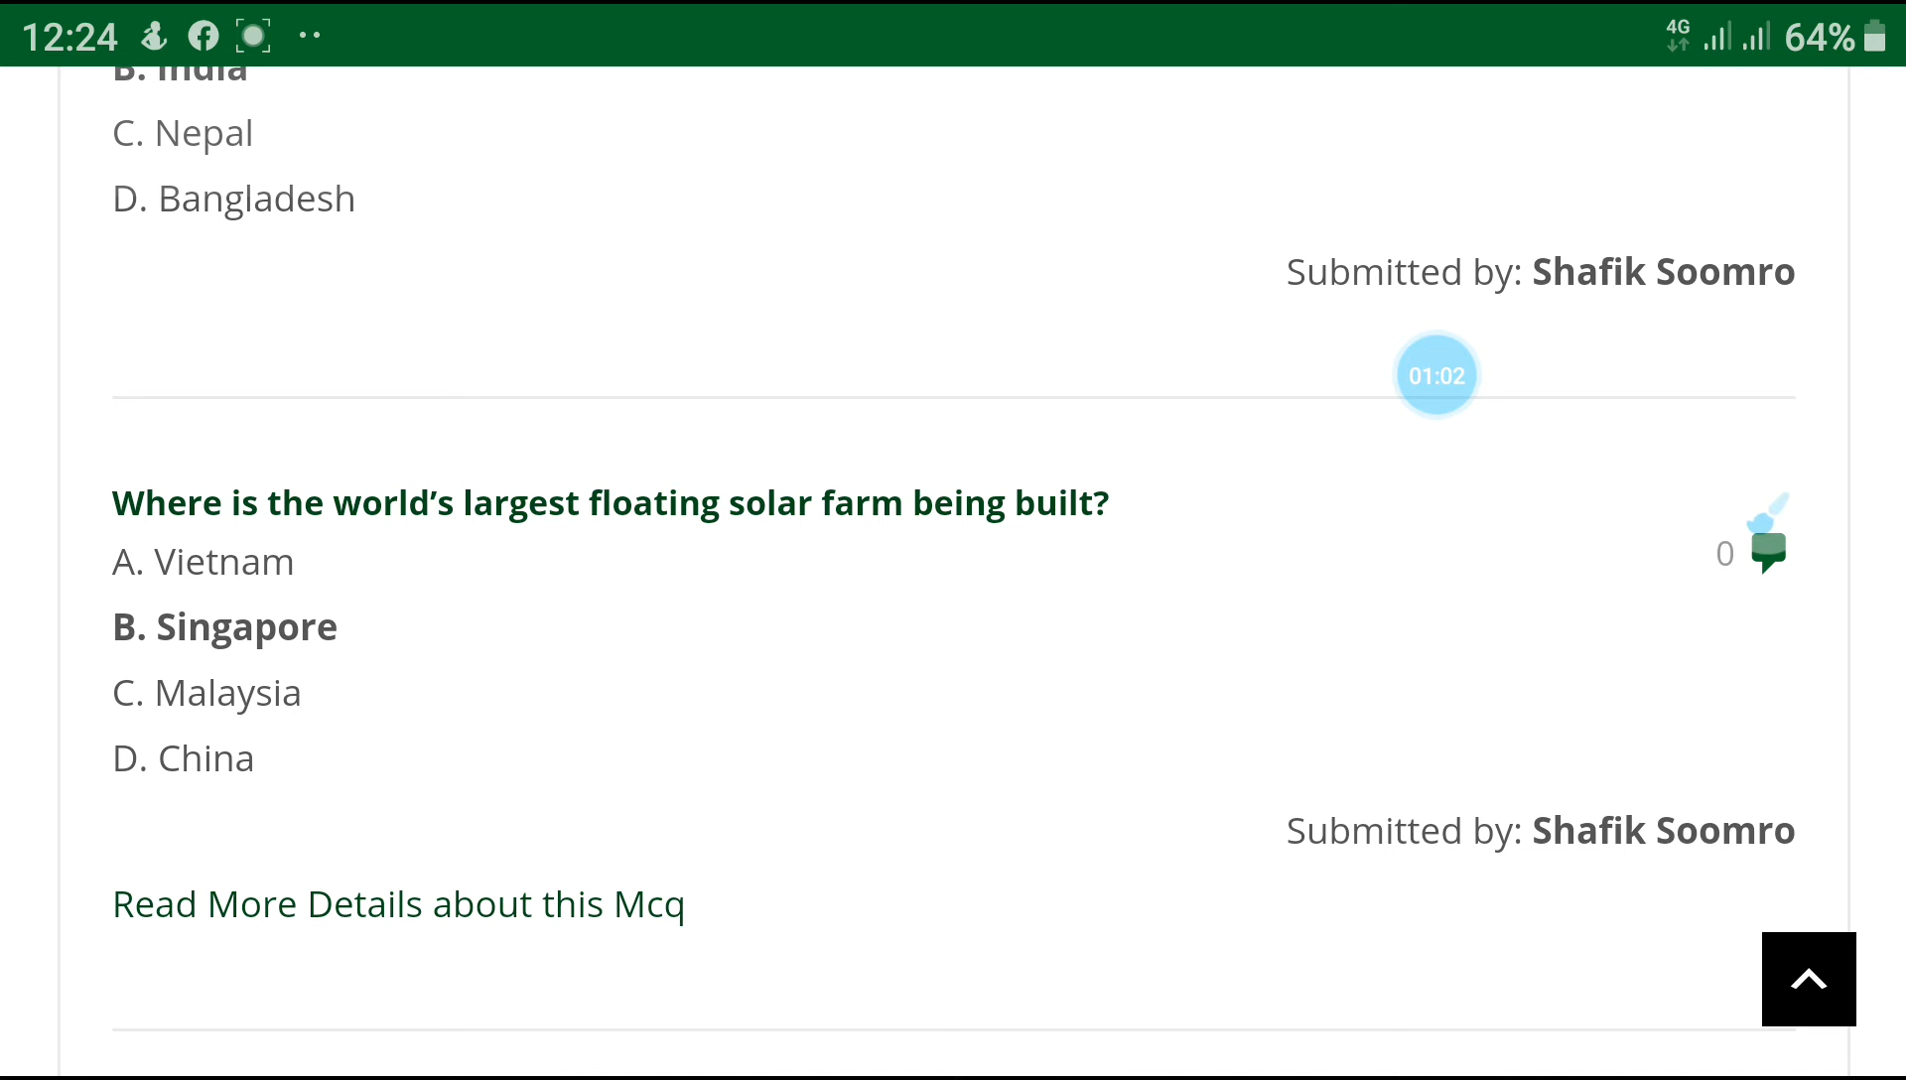 12:24
4G
64%
B. India
C. Nepal
D. Bangladesh
Submitted by: Shafik Soomro
01:02
Where is the world’s largest floating solar farm being built?
0
A. Vietnam
B. Singapore
C. Malaysia
D. China
Submitted by: Shafik Soomro
Read More Details about this Mcq